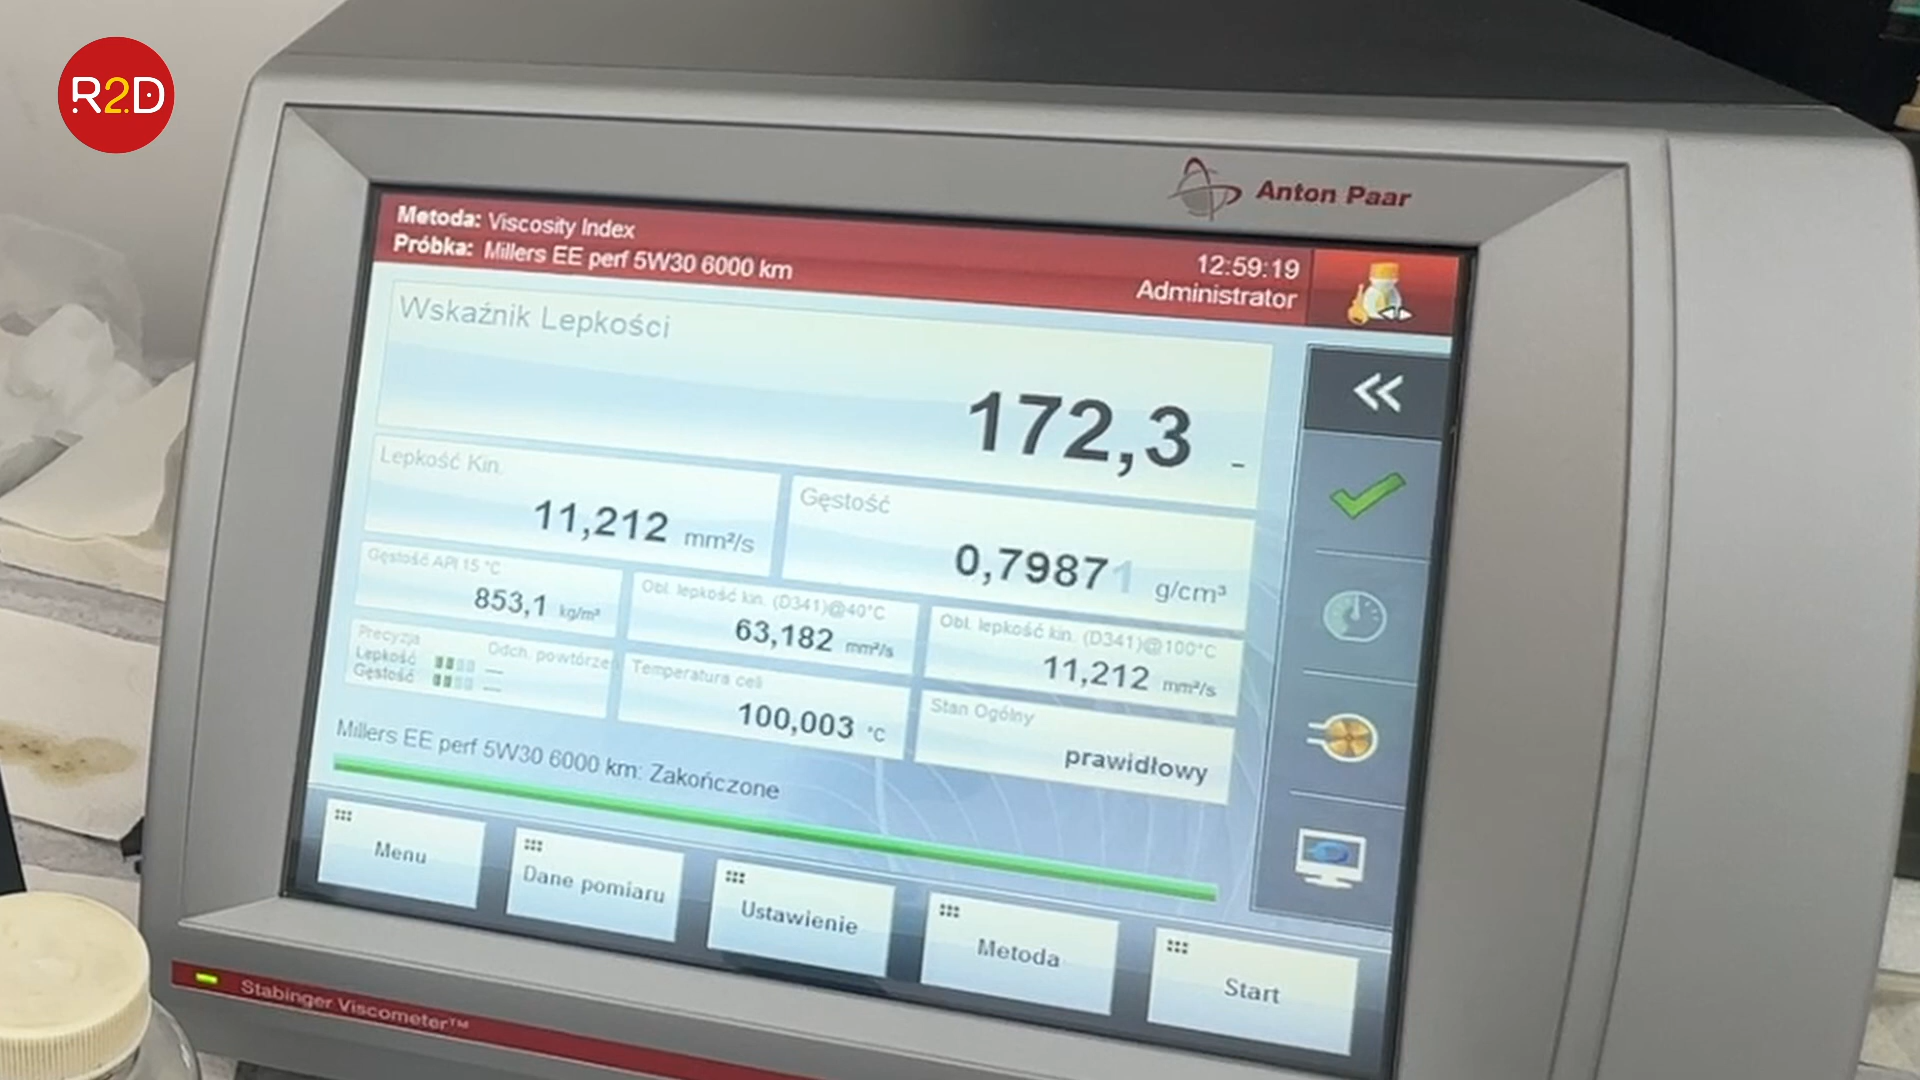 R2D
Anton Paar
Metoda: Viscosity Index
Próbka: Millers EE perf 5W30 6000 km
12:59:19
Administrator
Wskaźnik Lepkości
172,3 -
Lepkość Kin.
11,212 mm²/s
Gęstość
0,79871 g/cm³
Gęstość API 15 °C
853,1 kg/m³
Obl. lepkość kin. (D341)@40°C
63,182 mm²/s
Obl. lepkość kin. (D341)@100°C
11,212 mm²/s
Precyzja
Odch. powtórze
Lepkość ---
Gęstość ---
Temperatura celi
100,003 °C
Stan Ogólny
prawidłowy
Millers EE perf 5W30 6000 km: Zakończone
Menu
Dane pomiaru
Ustawienie
Metoda
Start
Stabinger Viscometer™